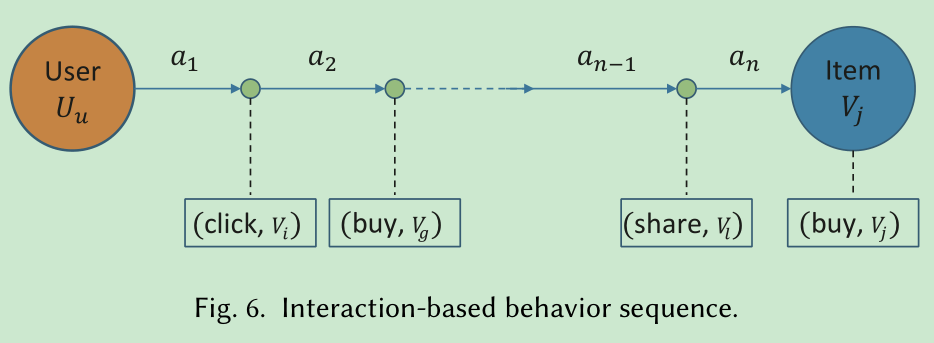 User
U_u
a_1
a_2
a_{n−1}
a_n
Item
V_j
(click, V_i)
(buy, V_g)
(share, V_l)
(buy, V_j)
Fig. 6. Interaction-based behavior sequence.